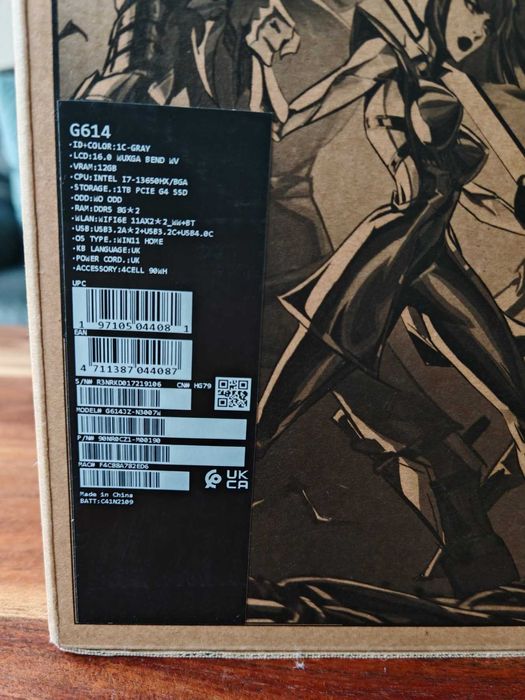 G614
·ID+COLOR:1C-GRAY
·LCD:16.0 WUXGA BEND WV
·VRAM:12GB
·CPU:INTEL I7-13650HX/BGA
·STORAGE.:1TB PCIE G4 SSD
·ODD:WO ODD
·RAM:DDR5 8G*2
·WLAN:WIFI6E 11AX2*2_WW+BT
·USB:USB3.2A*2+USB3.2C+USB4.0C
·OS TYPE.:WIN11 HOME
·KB LANGUAGE:UK
·POWER CORD.:UK
·ACCESSORY:4CELL 90WH
UPC
1 97105 04408 1
EAN
4 711387 044087
S/N# R3NRKD017219106 CN# HG79
MODEL# G614JZ-N3007W
P/N# 90NR0CZ1-M00190
MAC# F4C88A782ED6
UK
CA
Made in China
BATT:C41N2109